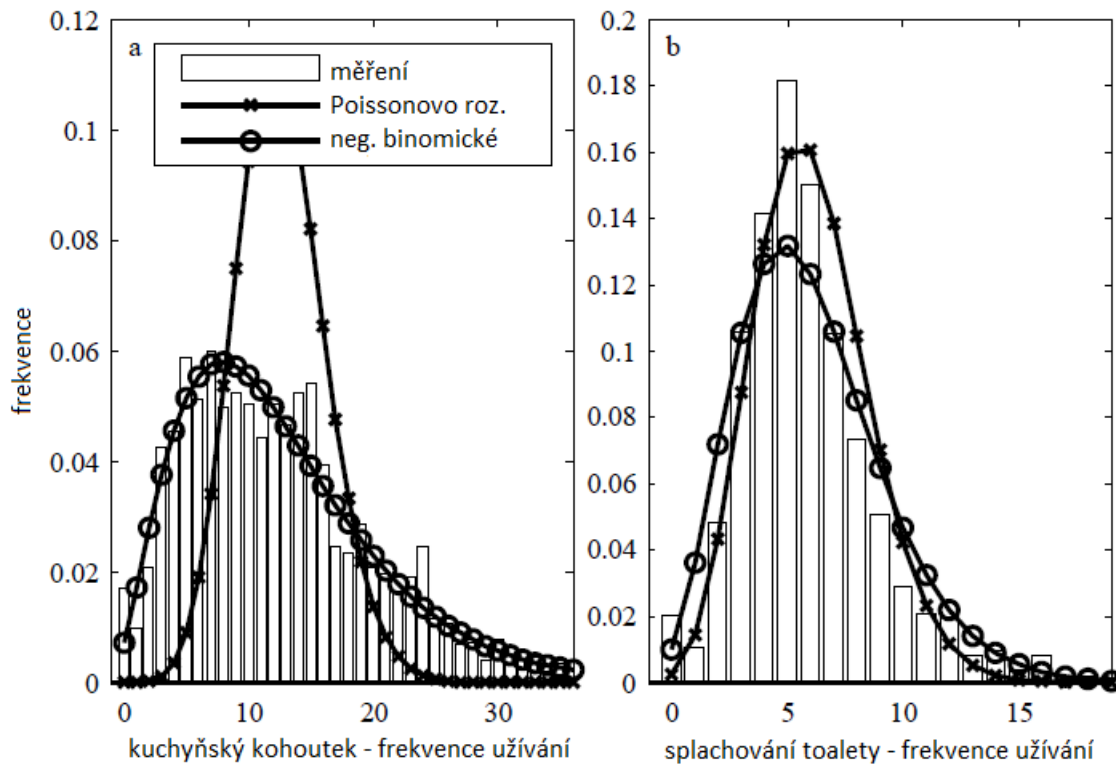 a
měření
Poissonovo roz.
neg. binomické
0.12
0.1
0.08
0.06
0.04
0.02
0
0 10 20 30
frekvence
kuchyňský kohoutek - frekvence užívání
b
0.2
0.18
0.16
0.14
0.12
0.1
0.08
0.06
0.04
0.02
0
0 5 10 15
splachování toalety - frekvence užívání